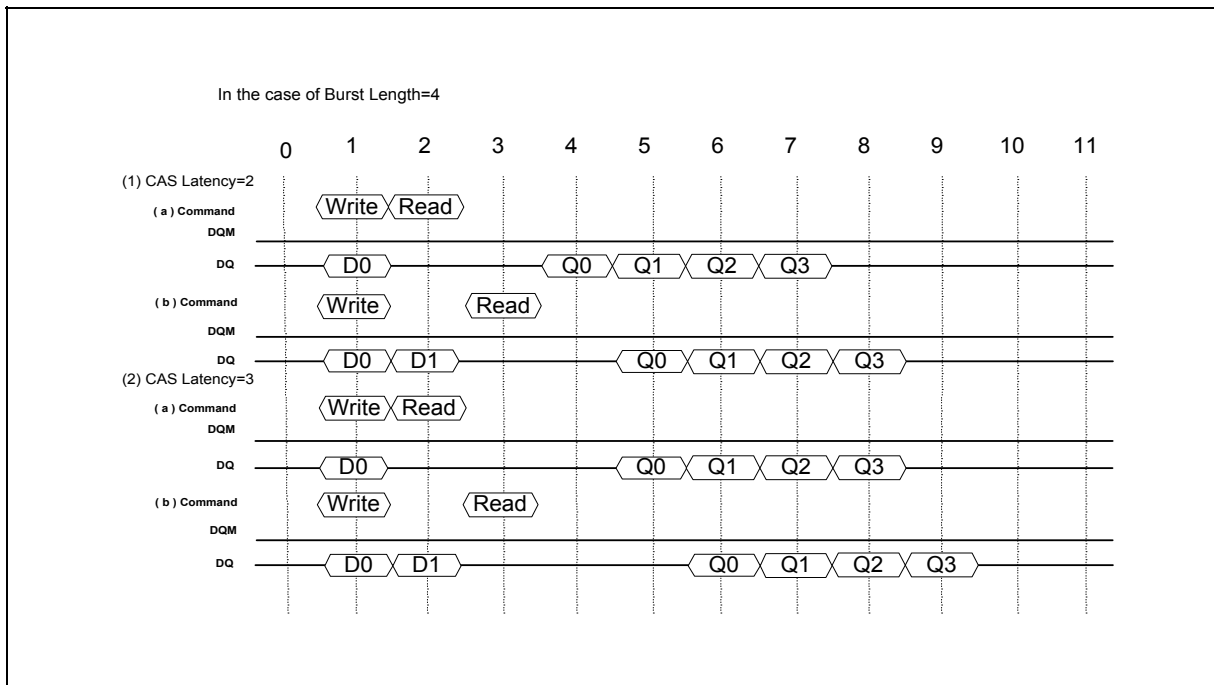 In the case of Burst Length=4
0 1 2 3 4 5 6 7 8 9 10 11
(1) CAS Latency=2
( a ) Command Write Read
DQM
DQ D0 Q0 Q1 Q2 Q3
( b ) Command Write Read
DQM
DQ D0 D1 Q0 Q1 Q2 Q3
(2) CAS Latency=3
( a ) Command Write Read
DQM
DQ D0 Q0 Q1 Q2 Q3
( b ) Command Write Read
DQM
DQ D0 D1 Q0 Q1 Q2 Q3